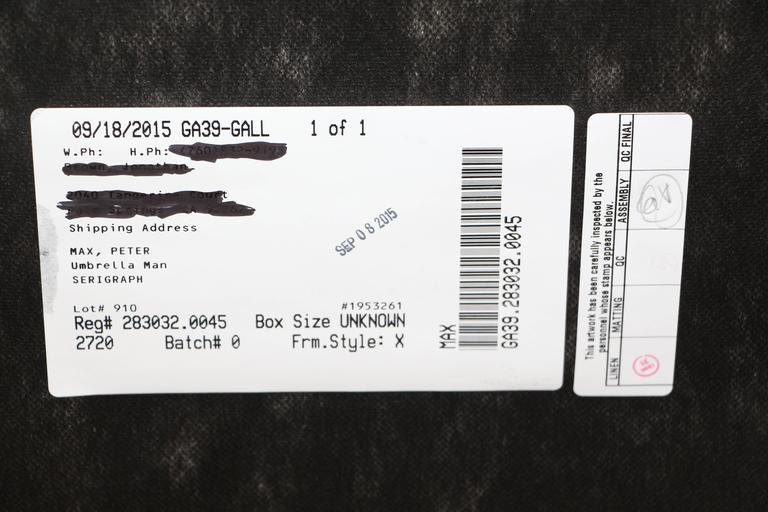 09/18/2015 GA39-GALL 1 of 1
W.Ph: H.Ph:
Shipping Address
MAX, PETER
Umbrella Man
SERIGRAPH
SEP 08 2015
Lot# 910 #1953261
Reg# 283032.0045 Box Size UNKNOWN
2720 Batch# 0 Frm.Style: X
MAX
GA39.283032.0045
This artwork has been carefully inspected by the
personnel whose stamp appears below.
LINEN MATTING QC ASSEMBLY QC FINAL